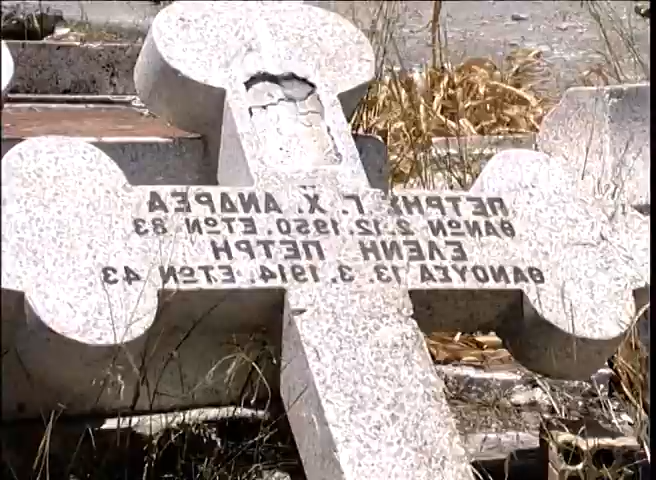 ΠΕΤΡΗΣ Γ. Χ. ΑΝΔΡΕΑ
ΘΑΝΩΝ 2.12.1950. ΕΤΩΝ 83
ΕΛΕΝΗ ΠΕΤΡΗ
ΘΑΝΟΥΣΑ 13.3.1914. ΕΤΩΝ 43